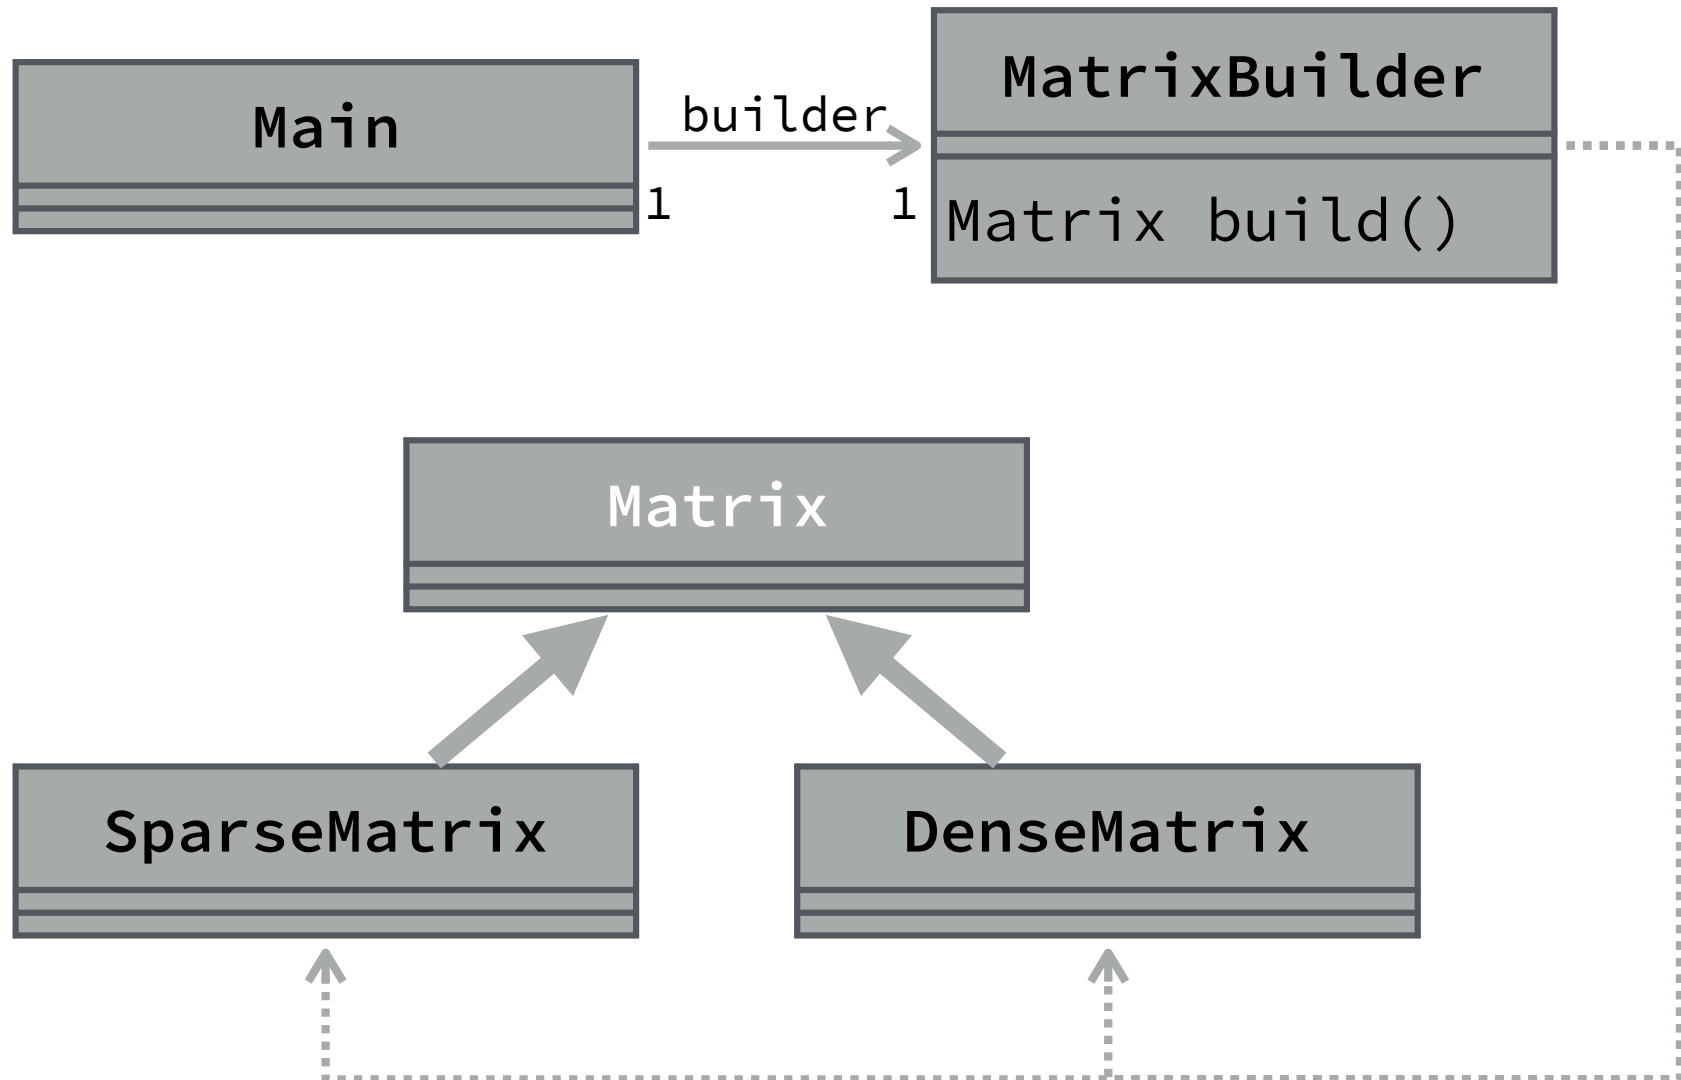 Main
builder
1
1
MatrixBuilder
Matrix build()
Matrix
SparseMatrix
DenseMatrix